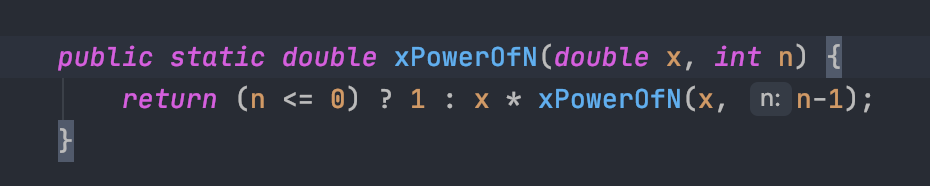 public static double xPowerOfN(double x, int n) {
return (n <= 0) ? 1 : x * xPowerOfN(x, n: n-1);
}